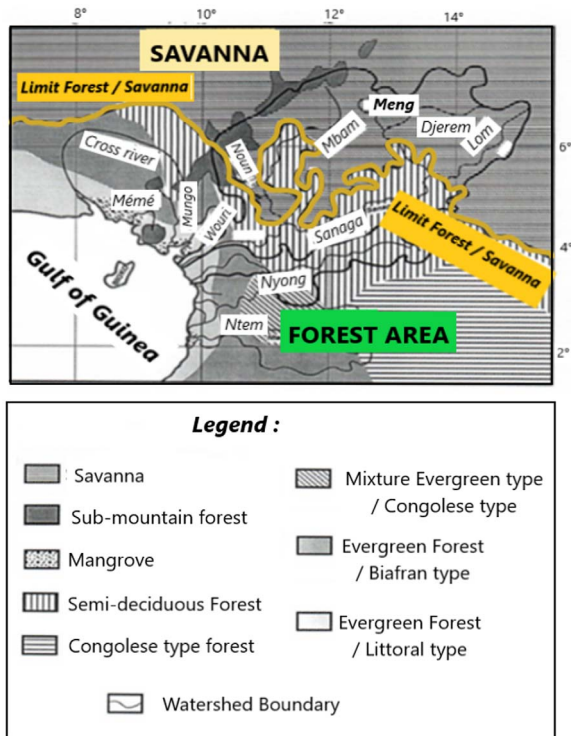 8° 10° 12° 14°
SAVANNA
Limit Forest / Savanna
Meng
Djerem
Mbam
Lom
6°
Cross river
Noun
Mémé
Mungo
Wouri
Sanaga
4°
Limit Forest / Savanna
Gulf of Guinea
Nyong
Ntem
FOREST AREA
2°
Legend :
Savanna
Sub-mountain forest
Mangrove
Semi-deciduous Forest
Congolese type forest
Mixture Evergreen type
/ Congolese type
Evergreen Forest
/ Biafran type
Evergreen Forest
/ Littoral type
Watershed Boundary